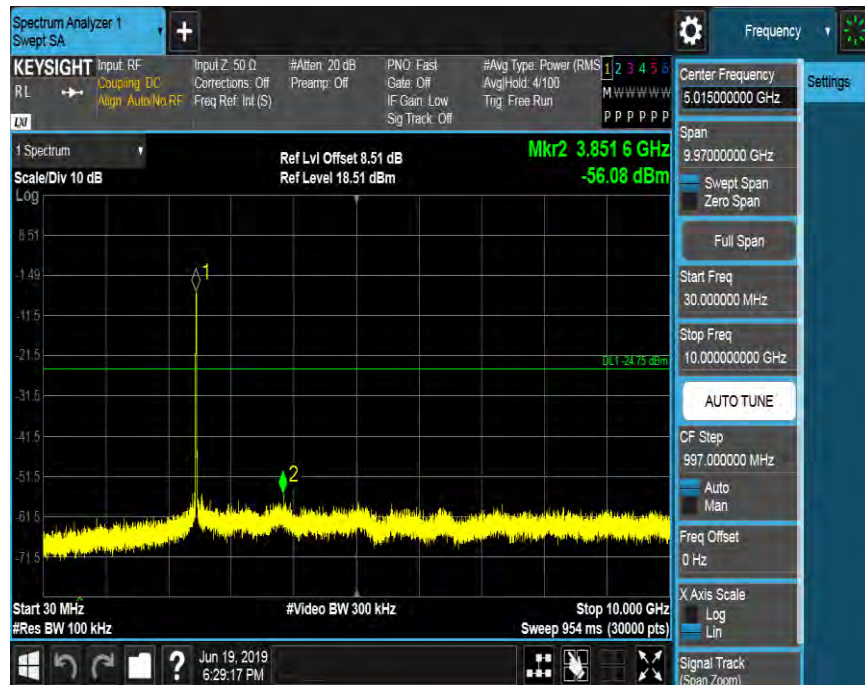 Spectrum Analyzer 1
Swept SA
+
Frequency
KEYSIGHT
RL
LXI
Input: RF
Coupling: DC
Align: Auto/No RF
Input Z: 50 Ω
Corrections: Off
Freq Ref: Int (S)
#Atten: 20 dB
Preamp: Off
PNO: Fast
Gate: Off
IF Gain: Low
Sig Track: Off
#Avg Type: Power (RMS
Avg|Hold: 4/100
Trig: Free Run
1 2 3 4 5 6
M W W W W W
P P P P P P
1 Spectrum
Scale/Div 10 dB
Log
Ref Lvl Offset 8.51 dB
Ref Level 18.51 dBm
Mkr2 3.851 6 GHz
-56.08 dBm
8.51
-1.49
-11.5
-21.5
-31.5
-41.5
-51.5
-61.5
-71.5
1
2
DL1 -24.75 dBm
Start 30 MHz
#Res BW 100 kHz
#Video BW 300 kHz
Stop 10.000 GHz
Sweep 954 ms (30000 pts)
?
Jun 19, 2019
6:29:17 PM
Center Frequency
5.015000000 GHz
Settings
Span
9.97000000 GHz
Swept Span
Zero Span
Full Span
Start Freq
30.000000 MHz
Stop Freq
10.000000000 GHz
AUTO TUNE
CF Step
997.000000 MHz
Auto
Man
Freq Offset
0 Hz
X Axis Scale
Log
Lin
Signal Track
(Span Zoom)